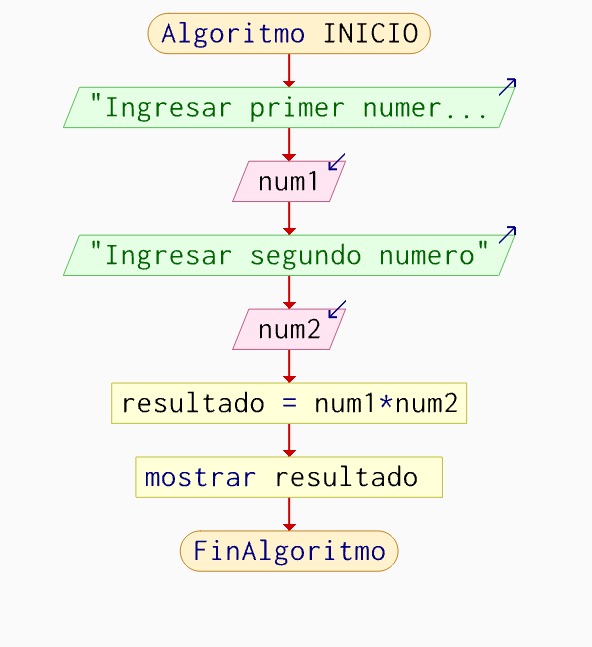 Algoritmo INICIO
"Ingresar primer numer...
num1
"Ingresar segundo numero"
num2
resultado = num1*num2
mostrar resultado
FinAlgoritmo